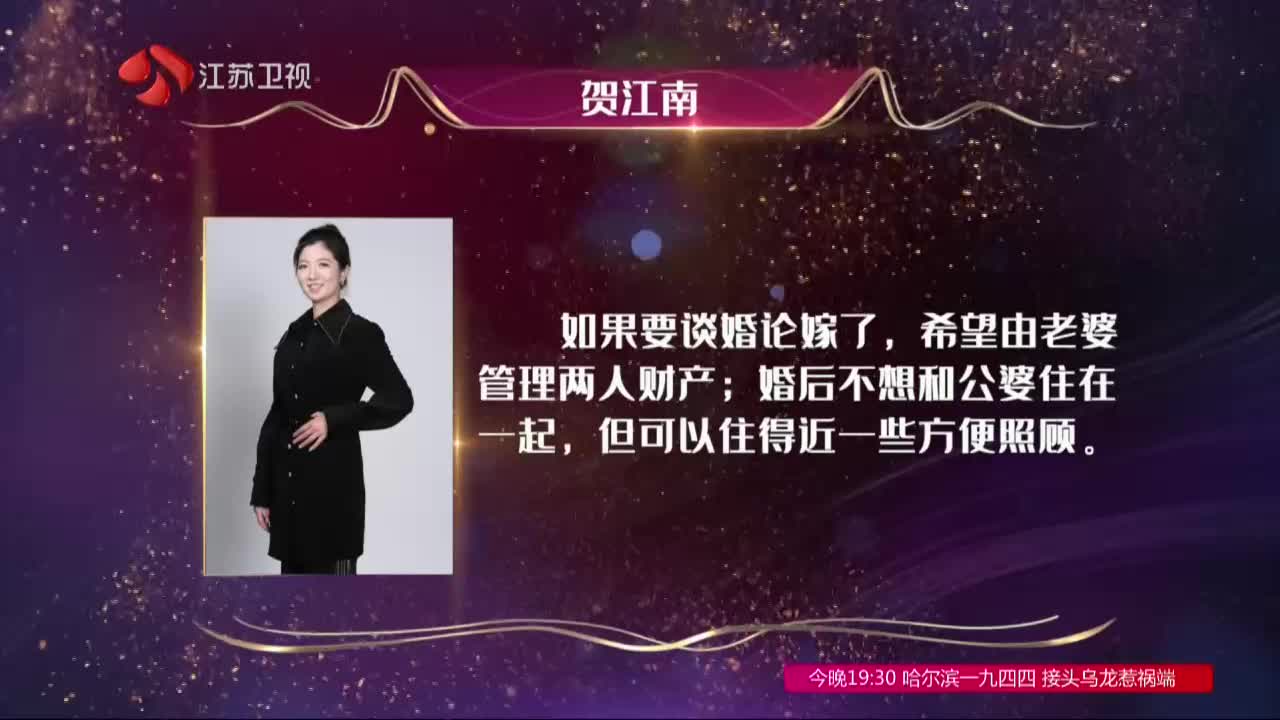 江苏卫视
贺江南
如果要谈婚论嫁了，希望由老婆
管理两人财产；婚后不想和公婆住在
一起，但可以住得近一些方便照顾。
今晚19:30 哈尔滨一九四四 接头乌龙惹祸端